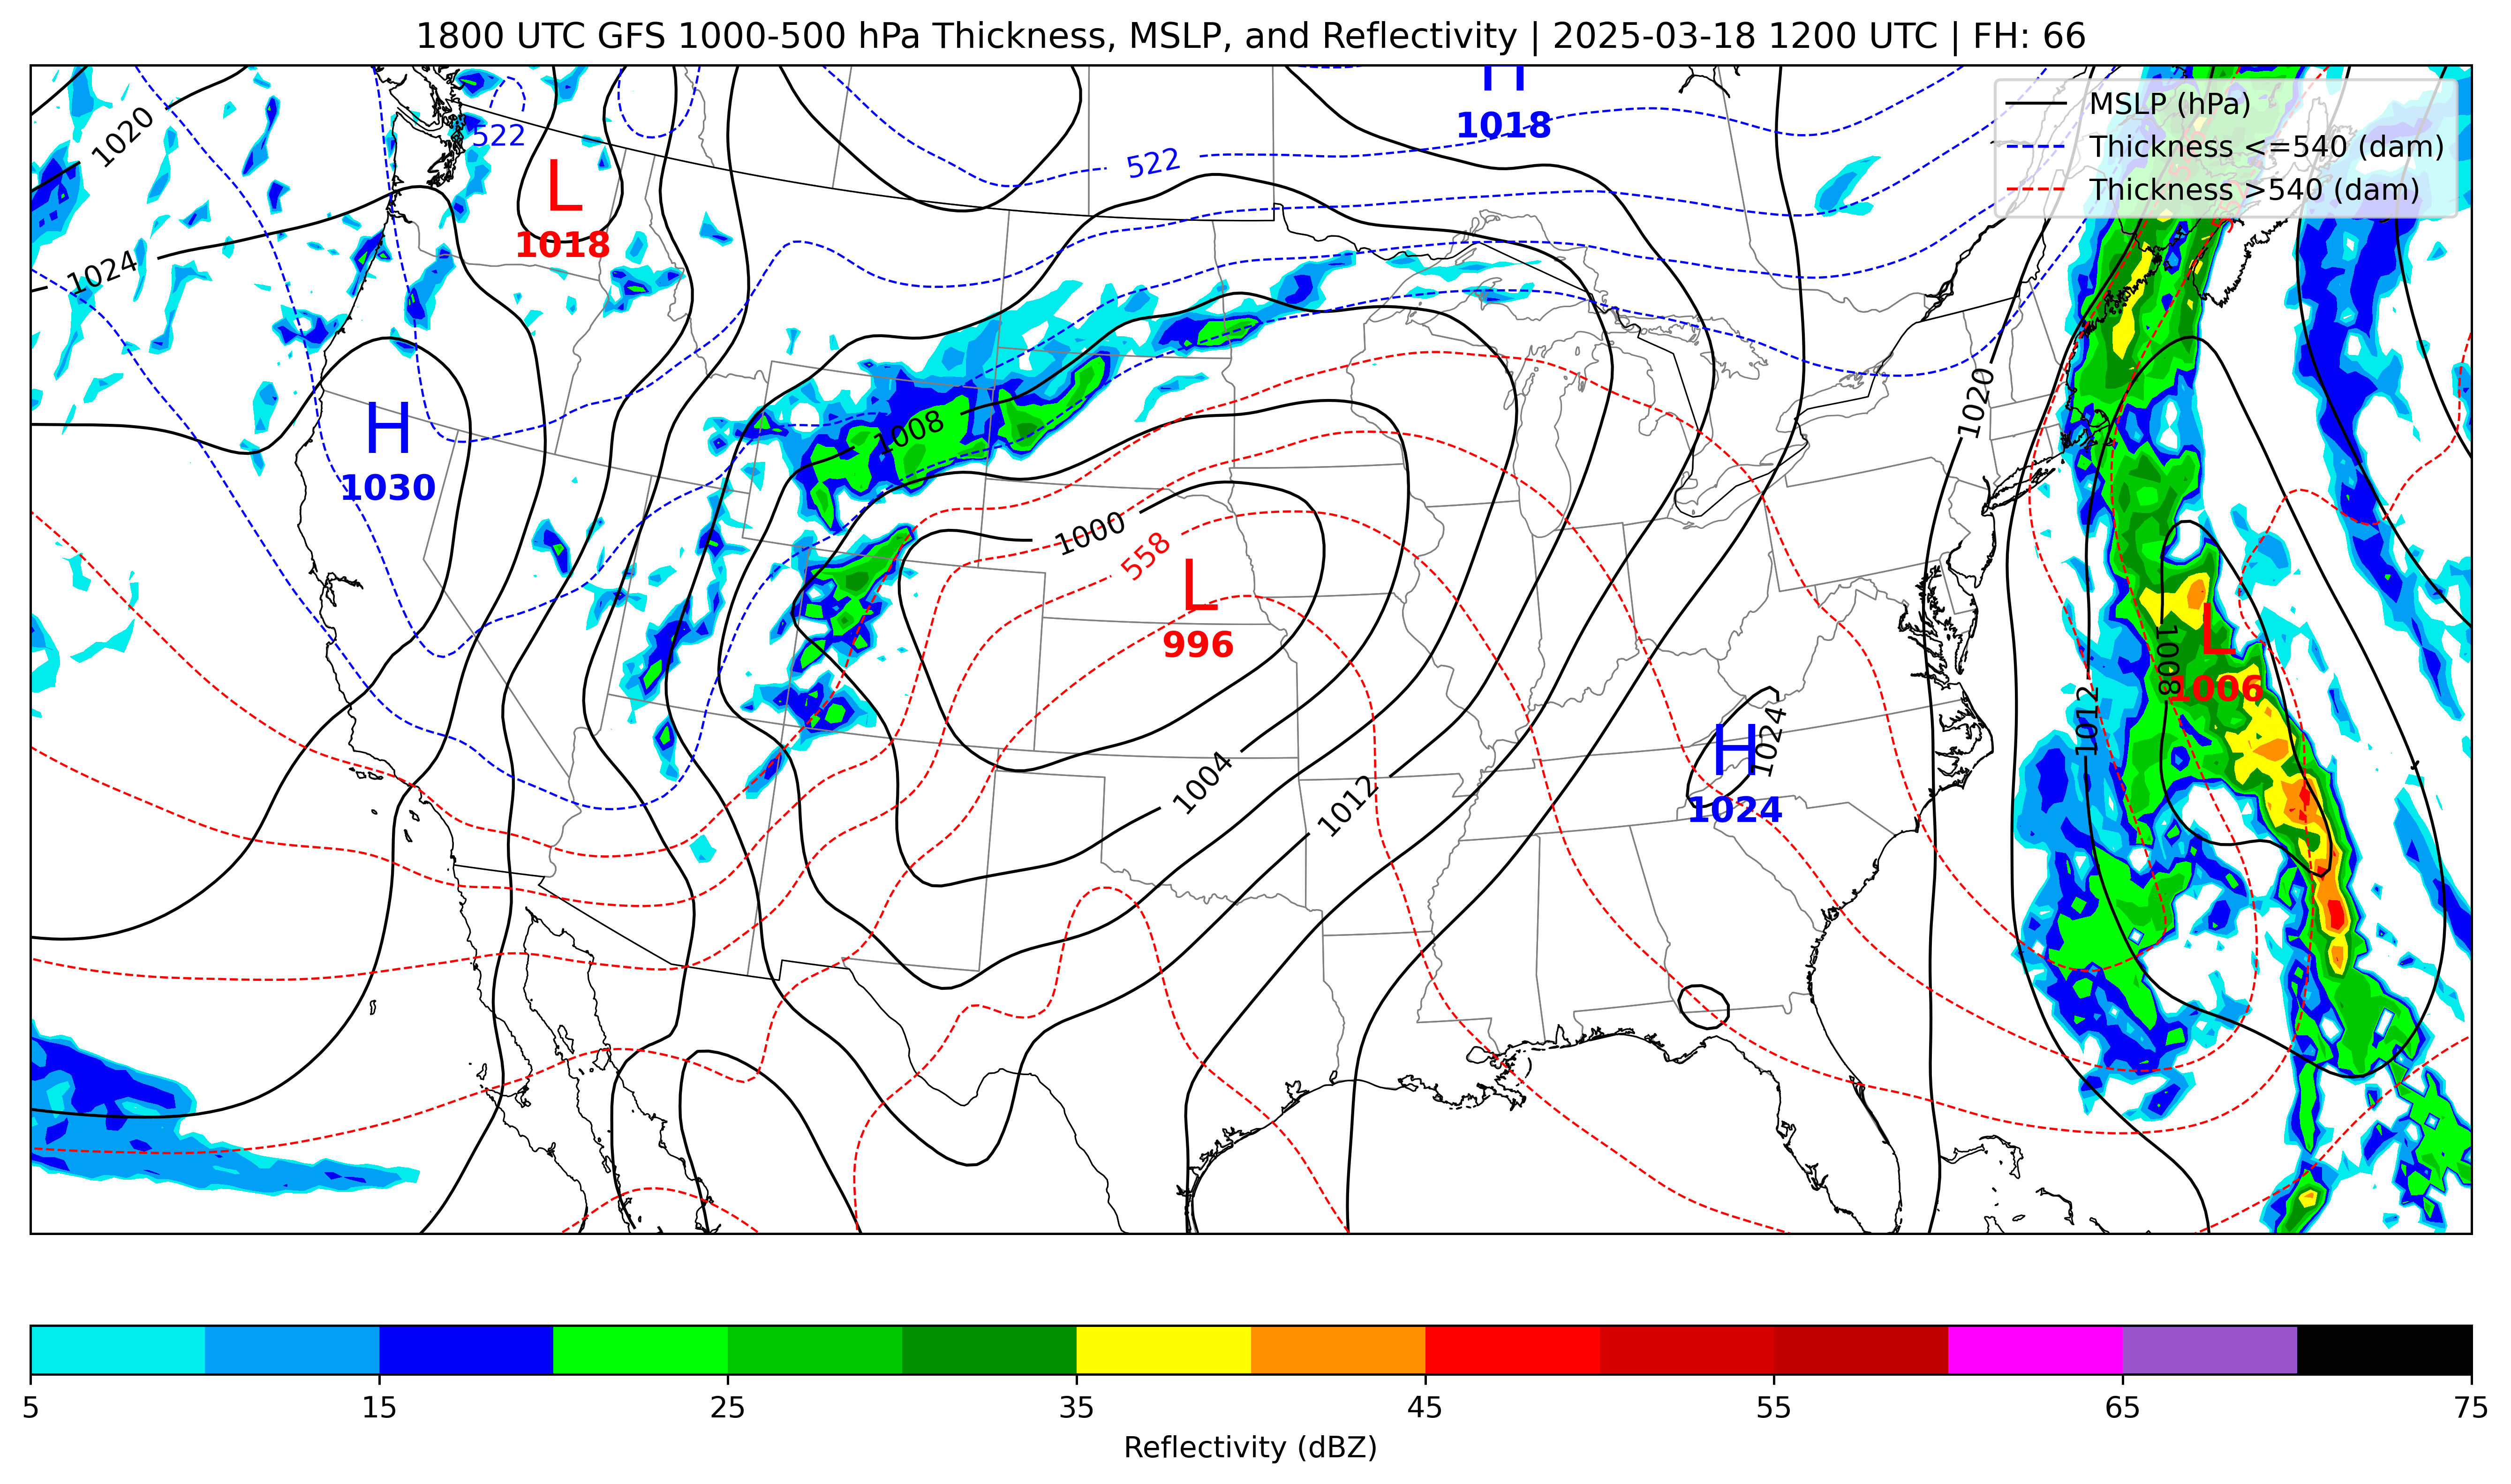 1800 UTC GFS 1000-500 hPa Thickness, MSLP, and Reflectivity | 2025-03-18 1200 UTC | FH: 66
MSLP (hPa)
Thickness <=540 (dam)
Thickness >540 (dam)
1020
522
H
1018
522
L
1018
1024
H
1030
1008
1020
1000
558
L
996
L
1006
1008
1012
H
1024
1024
1004
1012
5 15 25 35 45 55 65 75
Reflectivity (dBZ)